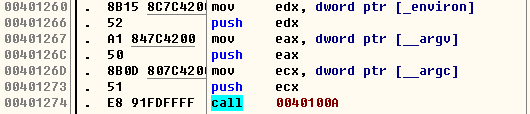 00401260 . 8B15 8C7C4200 mov edx, dword ptr [_environ]
00401266 . 52 push edx
00401267 . A1 847C4200 mov eax, dword ptr [__argv]
0040126C . 50 push eax
0040126D . 8B0D 807C4200 mov ecx, dword ptr [__argc]
00401273 . 51 push ecx
00401274 . E8 91FDFFFF call 0040100A